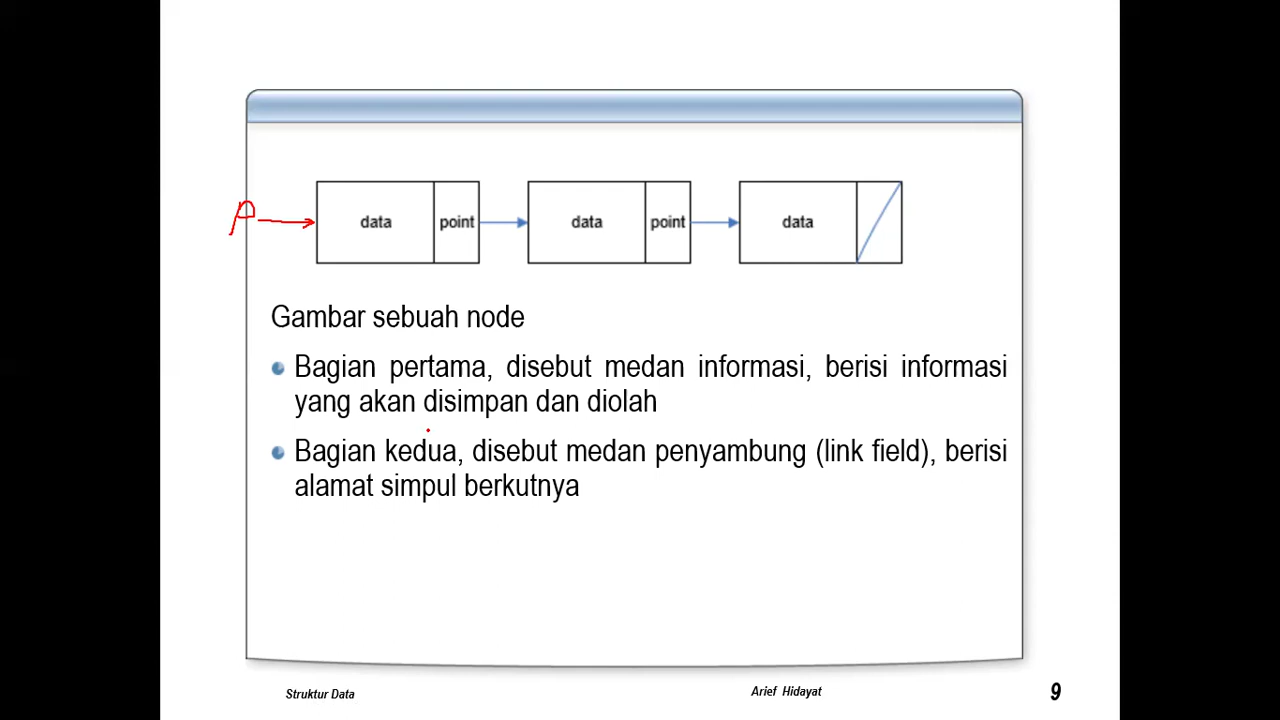 P
data point data point data
Gambar sebuah node
Bagian pertama, disebut medan informasi, berisi informasi
yang akan disimpan dan diolah
Bagian kedua, disebut medan penyambung (link field), berisi
alamat simpul berkutnya
Struktur Data Arief Hidayat 9